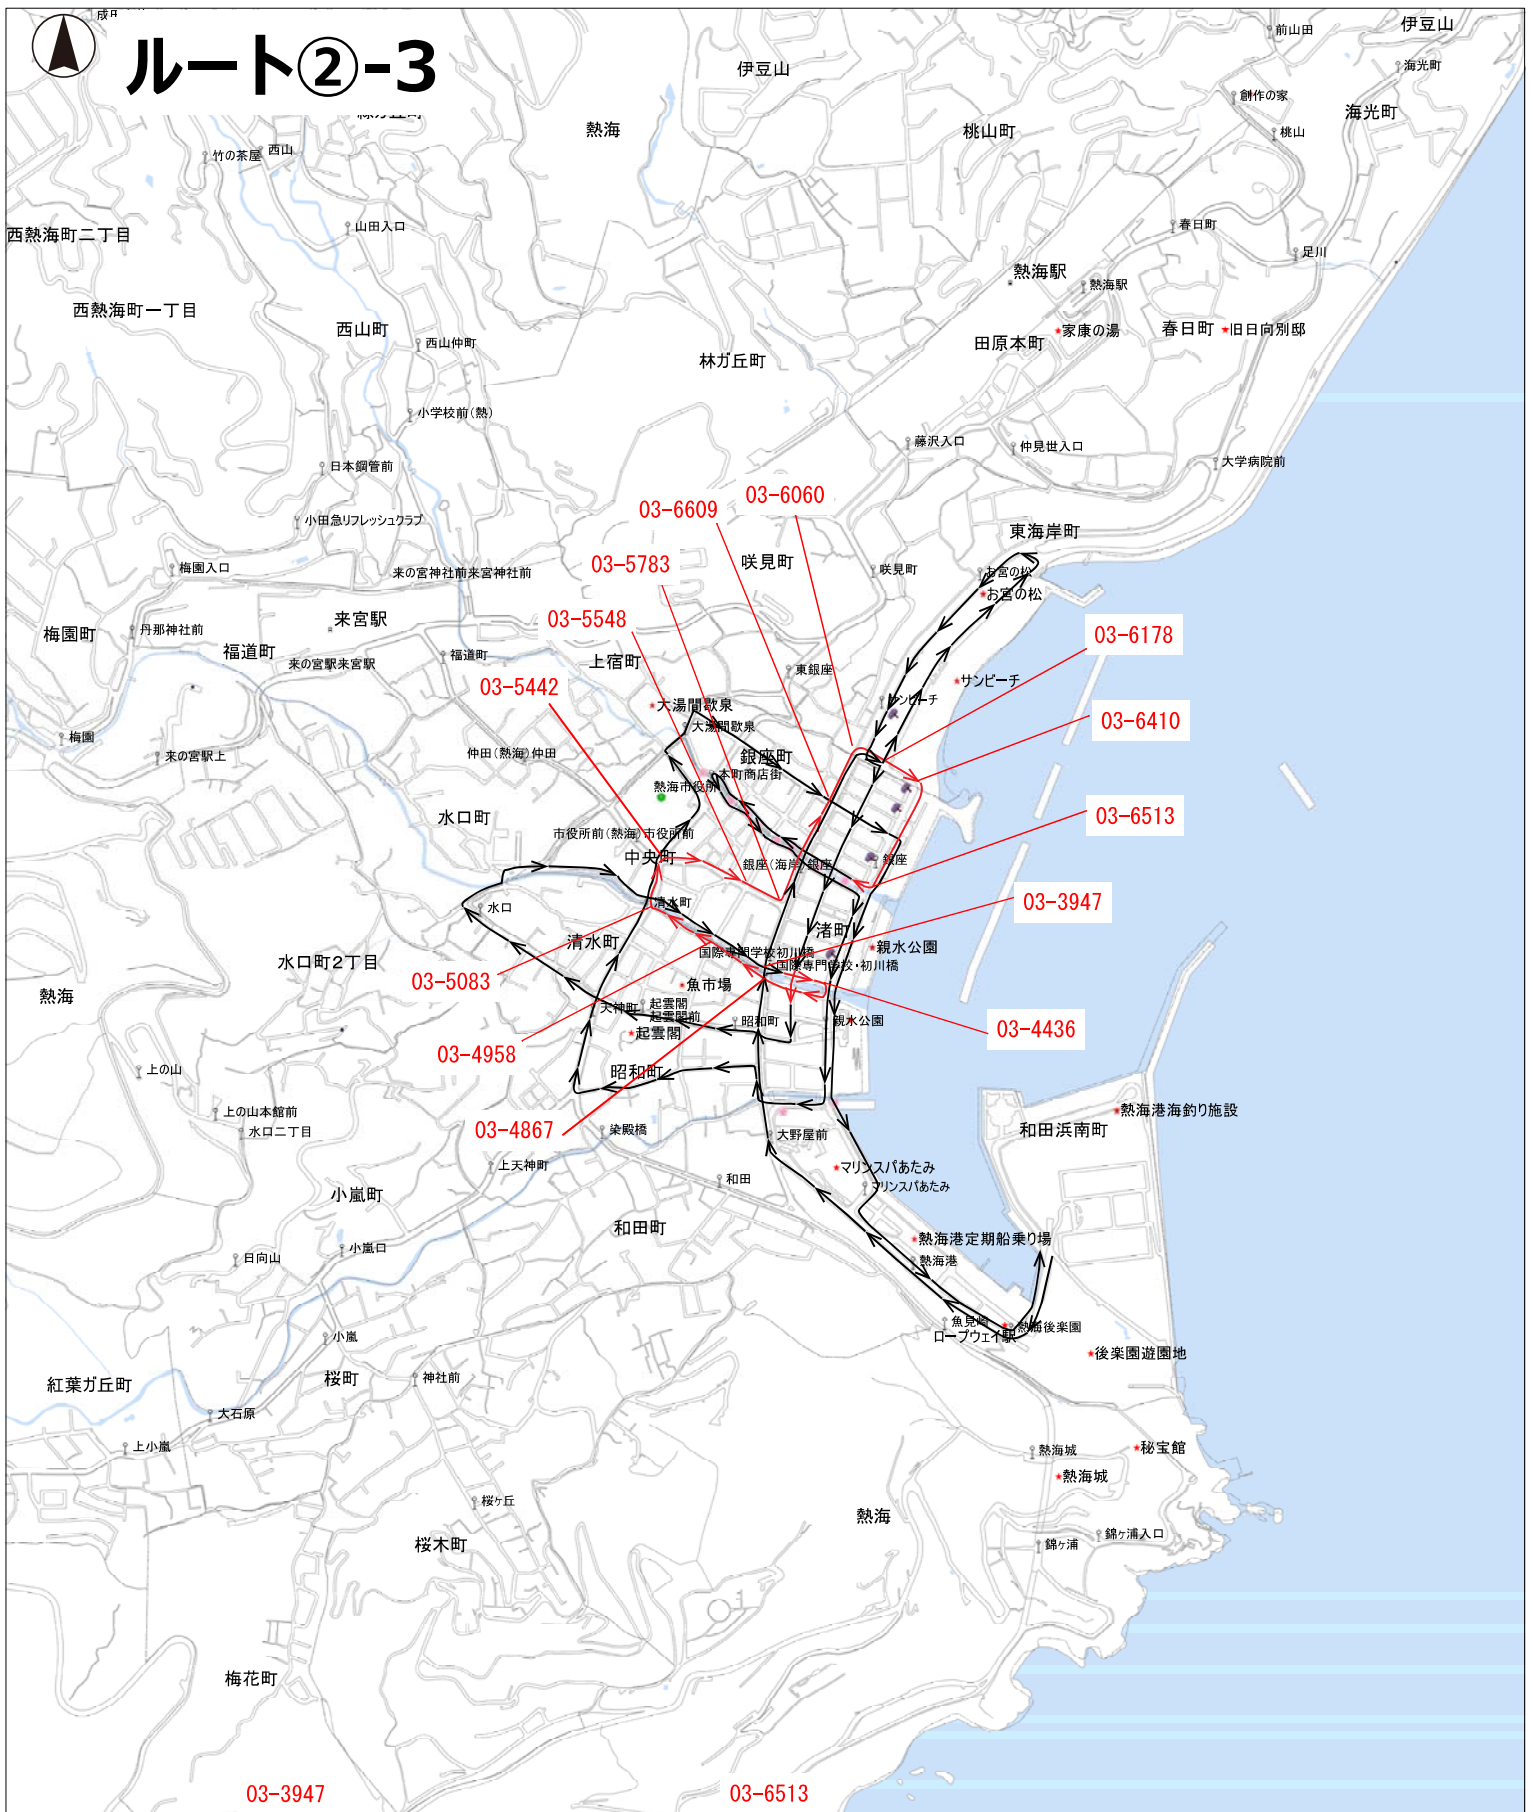 ルート②-3
伊豆山
前山田
伊豆山
海光町
創作の家
海光町
桃山
桃山町
熱海
竹の茶屋
西山
山田入口
西熱海町二丁目
春日町
足川
熱海駅
熱海駅
西熱海町一丁目
西山町
西山仲町
家康の湯
春日町
旧日向別邸
田原本町
林ガ丘町
小学校前(熱)
藤沢入口
仲見世入口
日本鋼管前
大学病院前
03-6060
03-6609
小田急リフレッシュクラブ
東海岸町
咲見町
咲見町
03-5783
梅園入口
来の宮神社前来宮神社前
お宮の松
お宮の松
03-5548
来宮駅
梅園町
丹那神社前
03-6178
福道町
福道町
来の宮駅来宮駅
上宿町
東銀座
サンビーチ
03-5442
大湯間歇泉
サンビーチ
03-6410
大湯間歇泉
梅園
来の宮駅上
仲田(熱海)仲田
銀座町
本町商店街
熱海市役所
水口町
03-6513
市役所前(熱海)市役所前
中央町
銀座(海岸)銀座
銀座
水口
清水町
03-3947
渚町
清水町
親水公園
国際専門学校初川橋
国際専門学校・初川橋
水口町2丁目
03-5083
魚市場
熱海
天神町
起雲閣
起雲閣前
昭和町
親水公園
起雲閣
03-4436
03-4958
上の山
昭和町
上の山本館前
水口二丁目
03-4867
染殿橋
大野屋前
熱海港海釣り施設
和田浜南町
上天神町
和田
マリンスパあたみ
マリンスパあたみ
小嵐町
和田町
日向山
小嵐口
熱海港定期船乗り場
熱海港
小嵐
魚見崎
熱海後楽園
ロープウェイ駅
後楽園遊園地
紅葉ガ丘町
桜町
神社前
大石原
上小嵐
熱海城
秘宝館
熱海城
桜ヶ丘
熱海
桜木町
錦ヶ浦
錦ヶ浦入口
梅花町
03-3947
03-6513